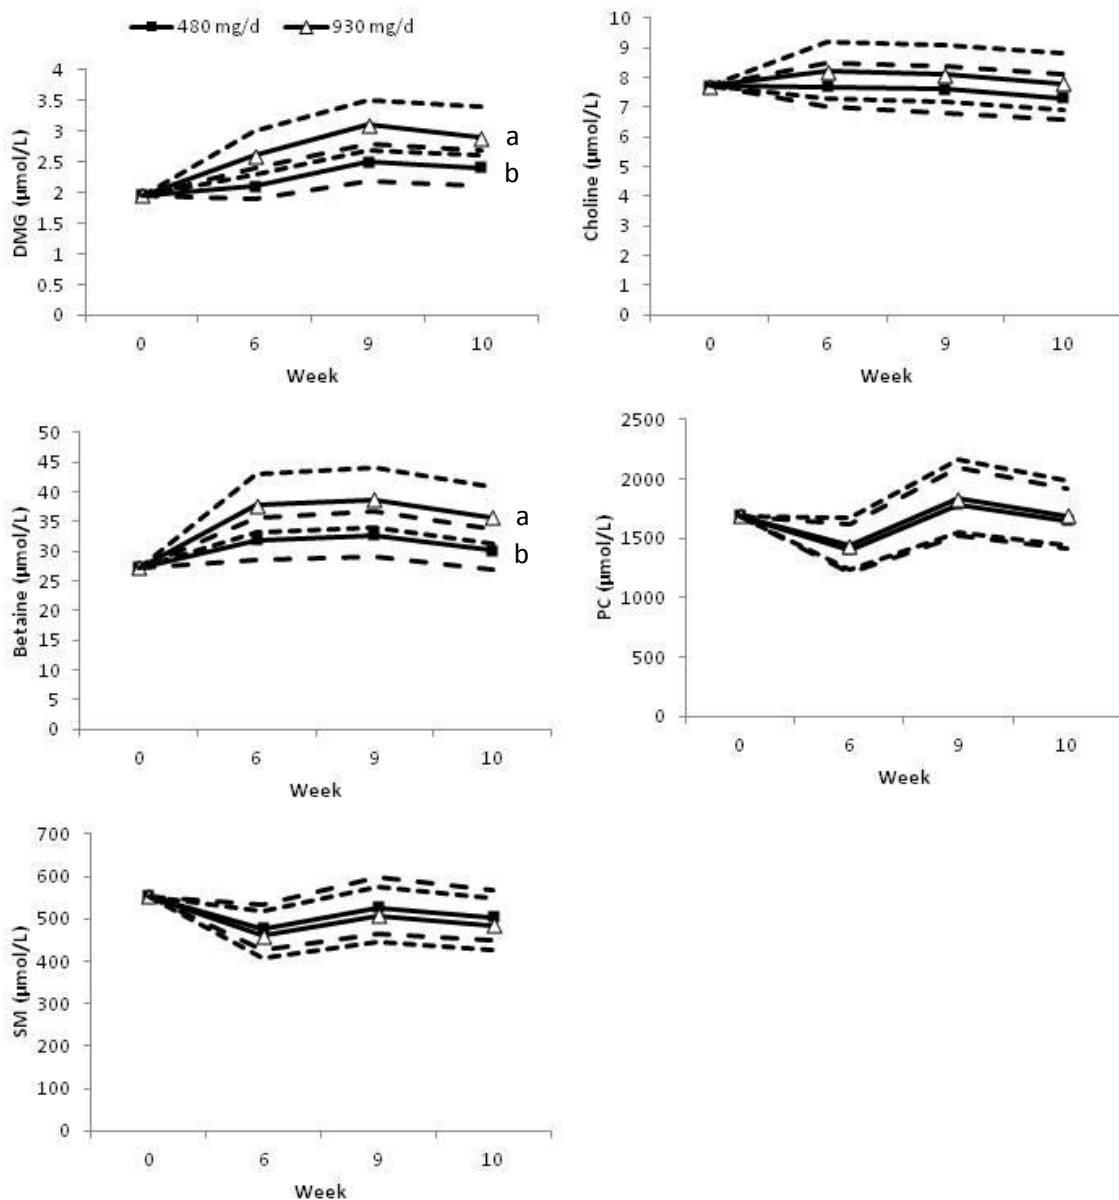 480 mg/d 930 mg/d
4
3.5
3
2.5
2
1.5
1
0.5
0
DMG (µmol/L)
a
b
0 6 9 10
Week
10
9
8
7
6
5
4
3
2
1
0
Choline (µmol/L)
0 6 9 10
Week
50
45
40
35
30
25
20
15
10
5
0
Betaine (µmol/L)
a
b
0 6 9 10
Week
2500
2000
1500
1000
500
0
PC (µmol/L)
0 6 9 10
Week
700
600
500
400
300
200
100
0
SM (µmol/L)
0 6 9 10
Week